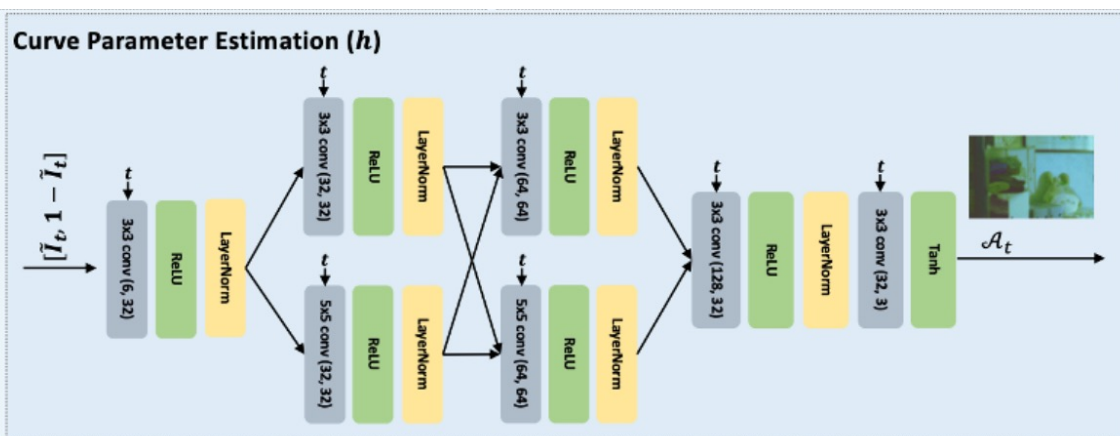 Curve Parameter Estimation (h)
[Ĩₜ, 1 − Ĩₜ]
t
3x3 conv (6, 32)
ReLU
LayerNorm
t
3x3 conv (32, 32)
ReLU
LayerNorm
t
5x5 conv (32, 32)
ReLU
LayerNorm
t
3x3 conv (64, 64)
ReLU
LayerNorm
t
5x5 conv (64, 64)
ReLU
LayerNorm
t
3x3 conv (128, 32)
ReLU
LayerNorm
t
3x3 conv (32, 3)
Tanh
𝒜ₜ